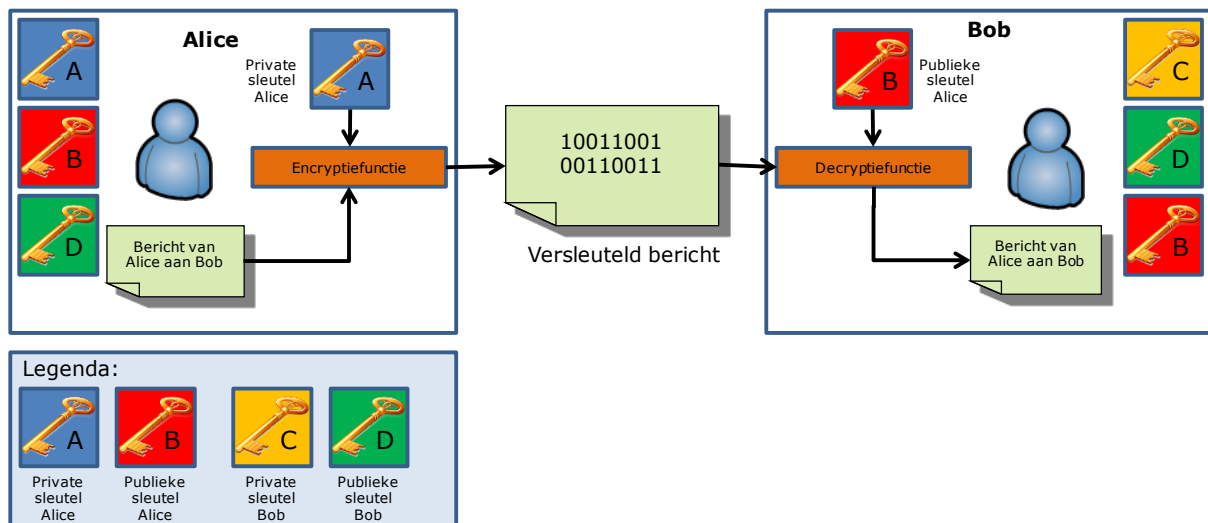 Alice
A
B
D
Private
sleutel
Alice
A
Encryptiefunctie
Bericht van
Alice aan Bob
10011001
00110011
Versleuteld bericht
Bob
B
Publieke
sleutel
Alice
Decryptiefunctie
Bericht van
Alice aan Bob
C
D
B
Legenda:
A
B
C
D
Private
sleutel
Alice
Publieke
sleutel
Alice
Private
sleutel
Bob
Publieke
sleutel
Bob